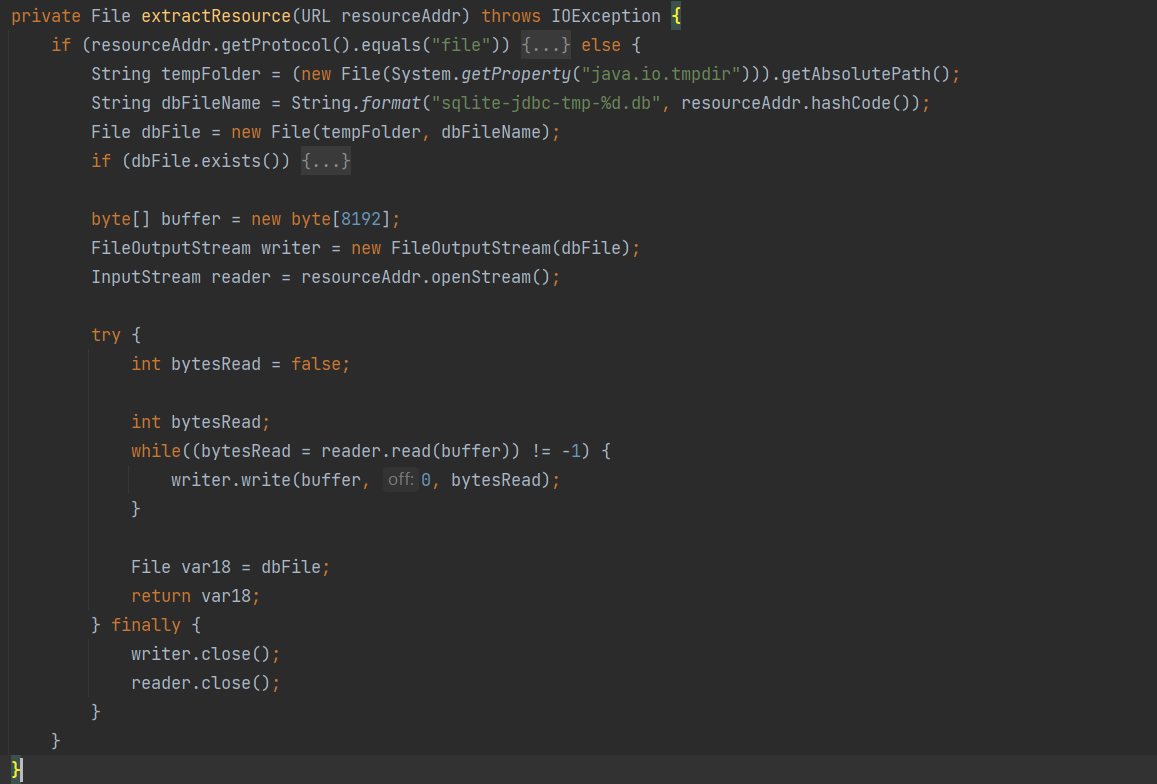 private File extractResource(URL resourceAddr) throws IOException {
    if (resourceAddr.getProtocol().equals("file")) {...} else {
        String tempFolder = (new File(System.getProperty("java.io.tmpdir"))).getAbsolutePath();
        String dbFileName = String.format("sqlite-jdbc-tmp-%d.db", resourceAddr.hashCode());
        File dbFile = new File(tempFolder, dbFileName);
        if (dbFile.exists()) {...}

        byte[] buffer = new byte[8192];
        FileOutputStream writer = new FileOutputStream(dbFile);
        InputStream reader = resourceAddr.openStream();

        try {
            int bytesRead = false;

            int bytesRead;
            while((bytesRead = reader.read(buffer)) != -1) {
                writer.write(buffer, off: 0, bytesRead);
            }

            File var18 = dbFile;
            return var18;
        } finally {
            writer.close();
            reader.close();
        }
    }
}